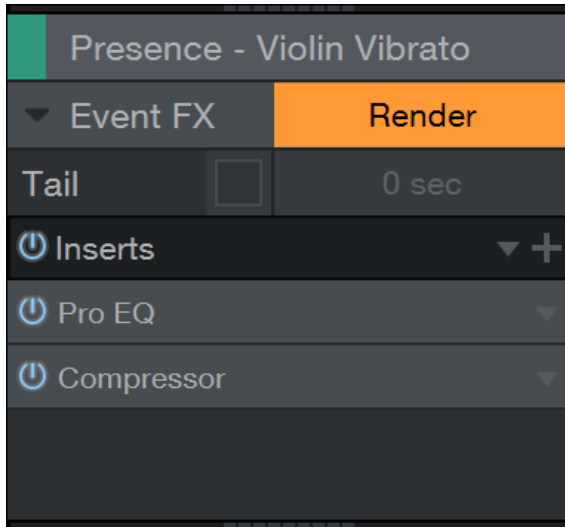 Presence - Violin Vibrato
Event FX Render
Tail 0 sec
Inserts
Pro EQ
Compressor